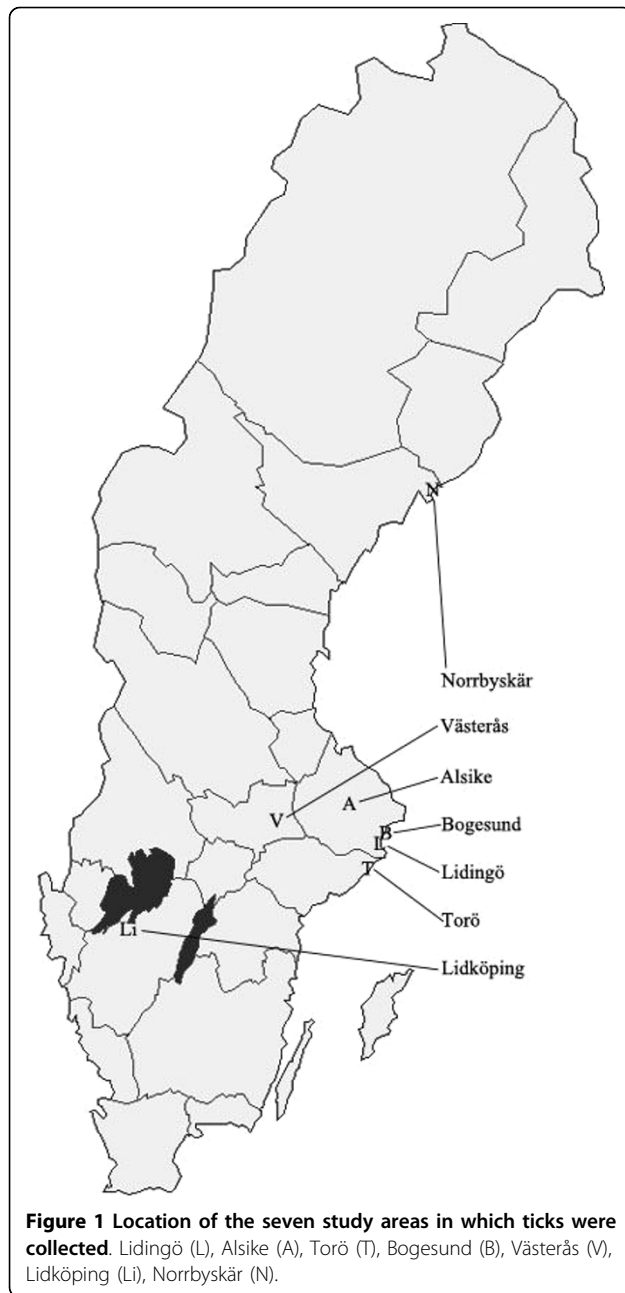 N
Norrbyskär
Västerås
A
Alsike
V
B
Bogesund
L
Lidingö
T
Torö
Li
Lidköping
Figure 1 Location of the seven study areas in which ticks were
collected. Lidingö (L), Alsike (A), Torö (T), Bogesund (B), Västerås (V),
Lidköping (Li), Norrbyskär (N).